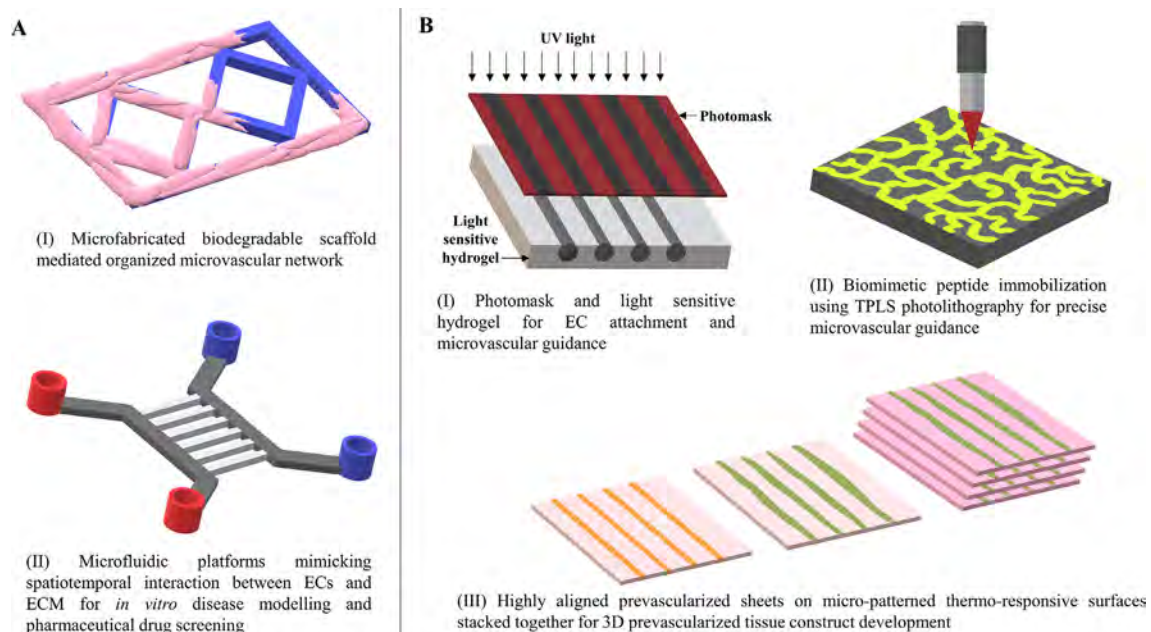 A
(I) Microfabricated biodegradable scaffold
mediated organized microvascular network
(II) Microfluidic platforms mimicking
spatiotemporal interaction between ECs and
ECM for in vitro disease modelling and
pharmaceutical drug screening
B
UV light
Photomask
Light
sensitive
hydrogel
(I) Photomask and light sensitive
hydrogel for EC attachment and
microvascular guidance
(II) Biomimetic peptide immobilization
using TPLS photolithography for precise
microvascular guidance
(III) Highly aligned prevascularized sheets on micro-patterned thermo-responsive surfaces
stacked together for 3D prevascularized tissue construct development